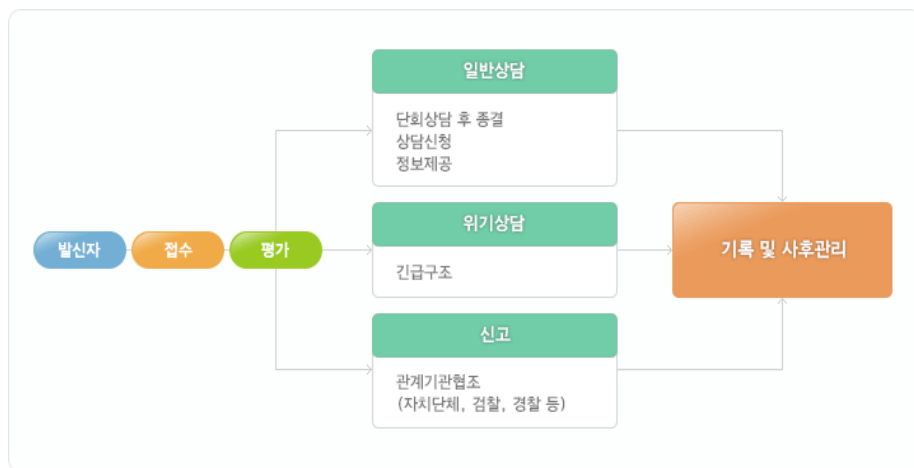 발신자
접수
평가
일반상담
단회상담 후 종결
상담신청
정보제공
위기상담
긴급구조
신고
관계기관협조
(자치단체, 검찰, 경찰 등)
기록 및 사후관리